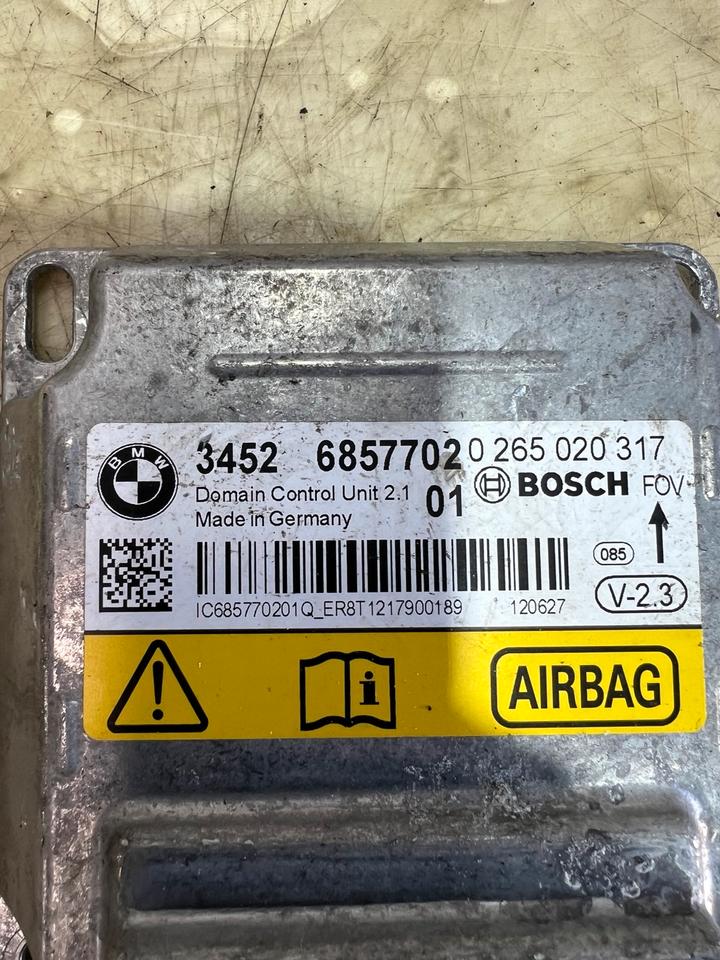 BMW
3452 6857702 0 265 020 317
Domain Control Unit 2.1 01 BOSCH FOV
Made in Germany
085
V-2.3
IC685770201Q_ER8T1217900189 120627
i AIRBAG